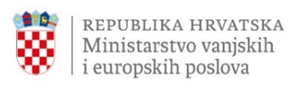 REPUBLIKA HRVATSKA
Ministarstvo vanjskih
i europskih poslova